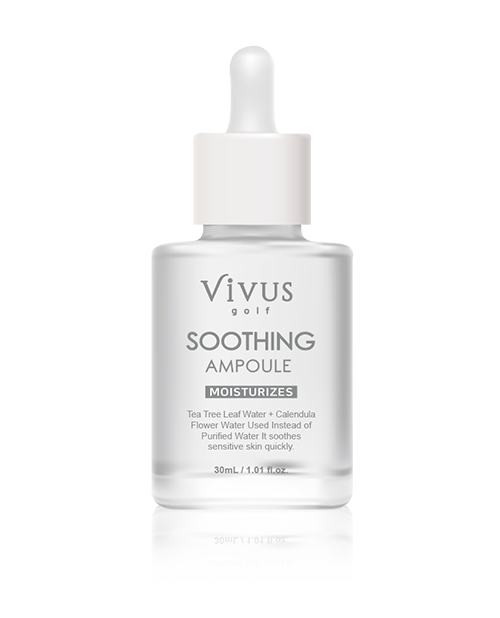 Vivus
golf
SOOTHING
AMPOULE
MOISTURIZES
Tea Tree Leaf Water + Calendula
Flower Water Used Instead of
Purified Water It soothes
sensitive skin quickly.
30mL / 1.01 fl.oz.